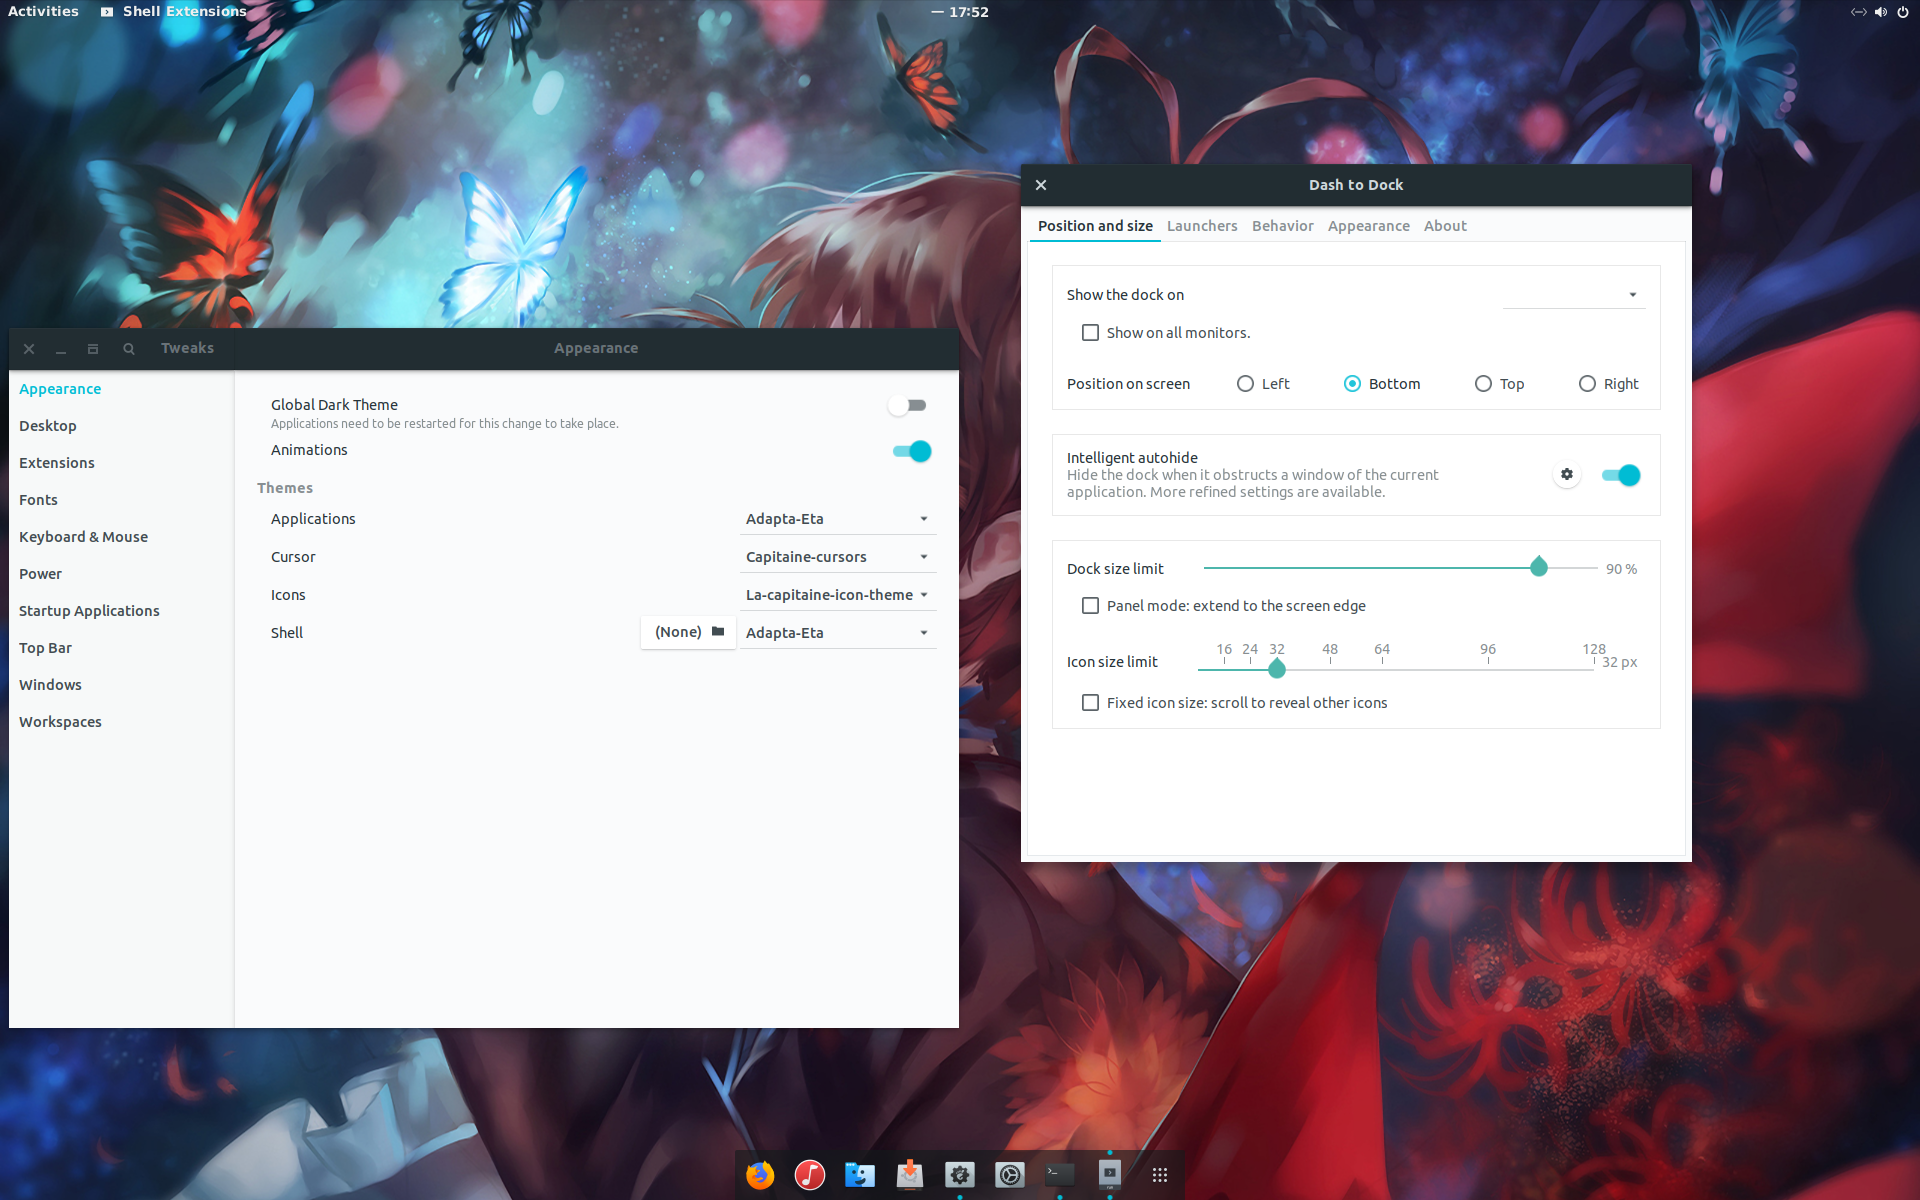 Activities
Shell Extensions
— 17:52
Tweaks
Appearance
Appearance
Desktop
Extensions
Fonts
Keyboard & Mouse
Power
Startup Applications
Top Bar
Windows
Workspaces
Global Dark Theme
Applications need to be restarted for this change to take place.
Animations
Themes
Applications
Adapta-Eta
Cursor
Capitaine-cursors
Icons
La-capitaine-icon-theme
Shell
(None)
Adapta-Eta
Dash to Dock
Position and size
Launchers
Behavior
Appearance
About
Show the dock on
Show on all monitors.
Position on screen
Left
Bottom
Top
Right
Intelligent autohide
Hide the dock when it obstructs a window of the current
application. More refined settings are available.
Dock size limit
90 %
Panel mode: extend to the screen edge
16 24 32 48 64 96 128
Icon size limit
32 px
Fixed icon size: scroll to reveal other icons